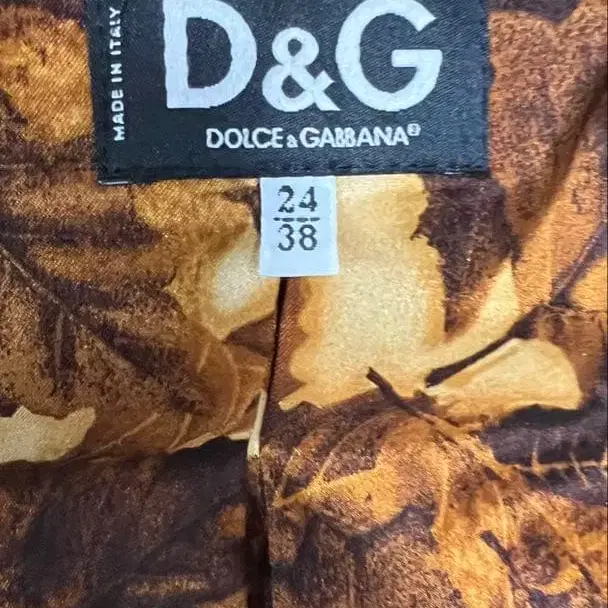 MADE IN ITALY
D&G
DOLCE & GABBANA®
24
38